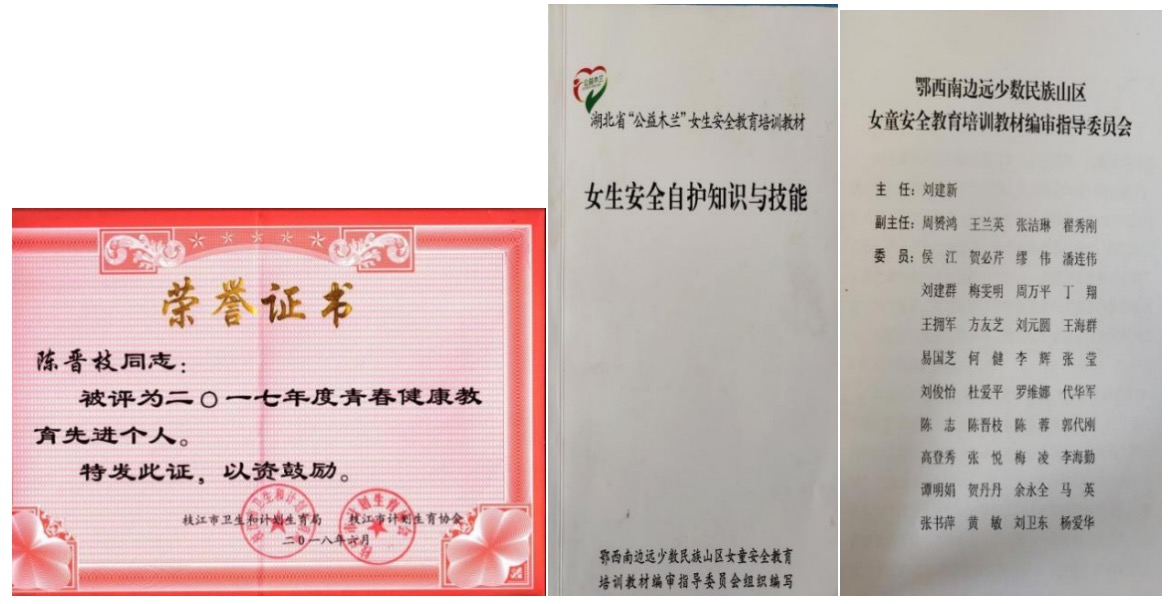 荣誉证书
陈晋枝同志：
被评为二〇一七年度青春健康教
育先进个人。
特发此证，以资鼓励。
枝江市卫生和计划生育局 枝江市计划生育协会
二〇一八年六月
公益木兰
湖北省“公益木兰”女生安全教育培训教材
女生安全自护知识与技能
鄂西南边远少数民族山区女童安全教育
培训教材编审指导委员会组织编写
鄂西南边远少数民族山区
女童安全教育培训教材编审指导委员会
主 任：刘建新
副主任：周赟鸿 王兰英 张洁琳 翟秀刚
委 员：侯 江 贺必芹 缪 伟 潘连伟
刘建群 梅雯明 周万平 丁 翔
王拥军 方友芝 刘元圆 王海群
易国芝 何 健 李 辉 张 莹
刘俊怡 杜爱平 罗维娜 代华军
陈 志 陈晋枝 陈 蓉 郭代刚
高登秀 张 悦 梅 凌 李海勤
谭明娟 贺丹丹 余永全 马 英
张书萍 黄 敏 刘卫东 杨爱华